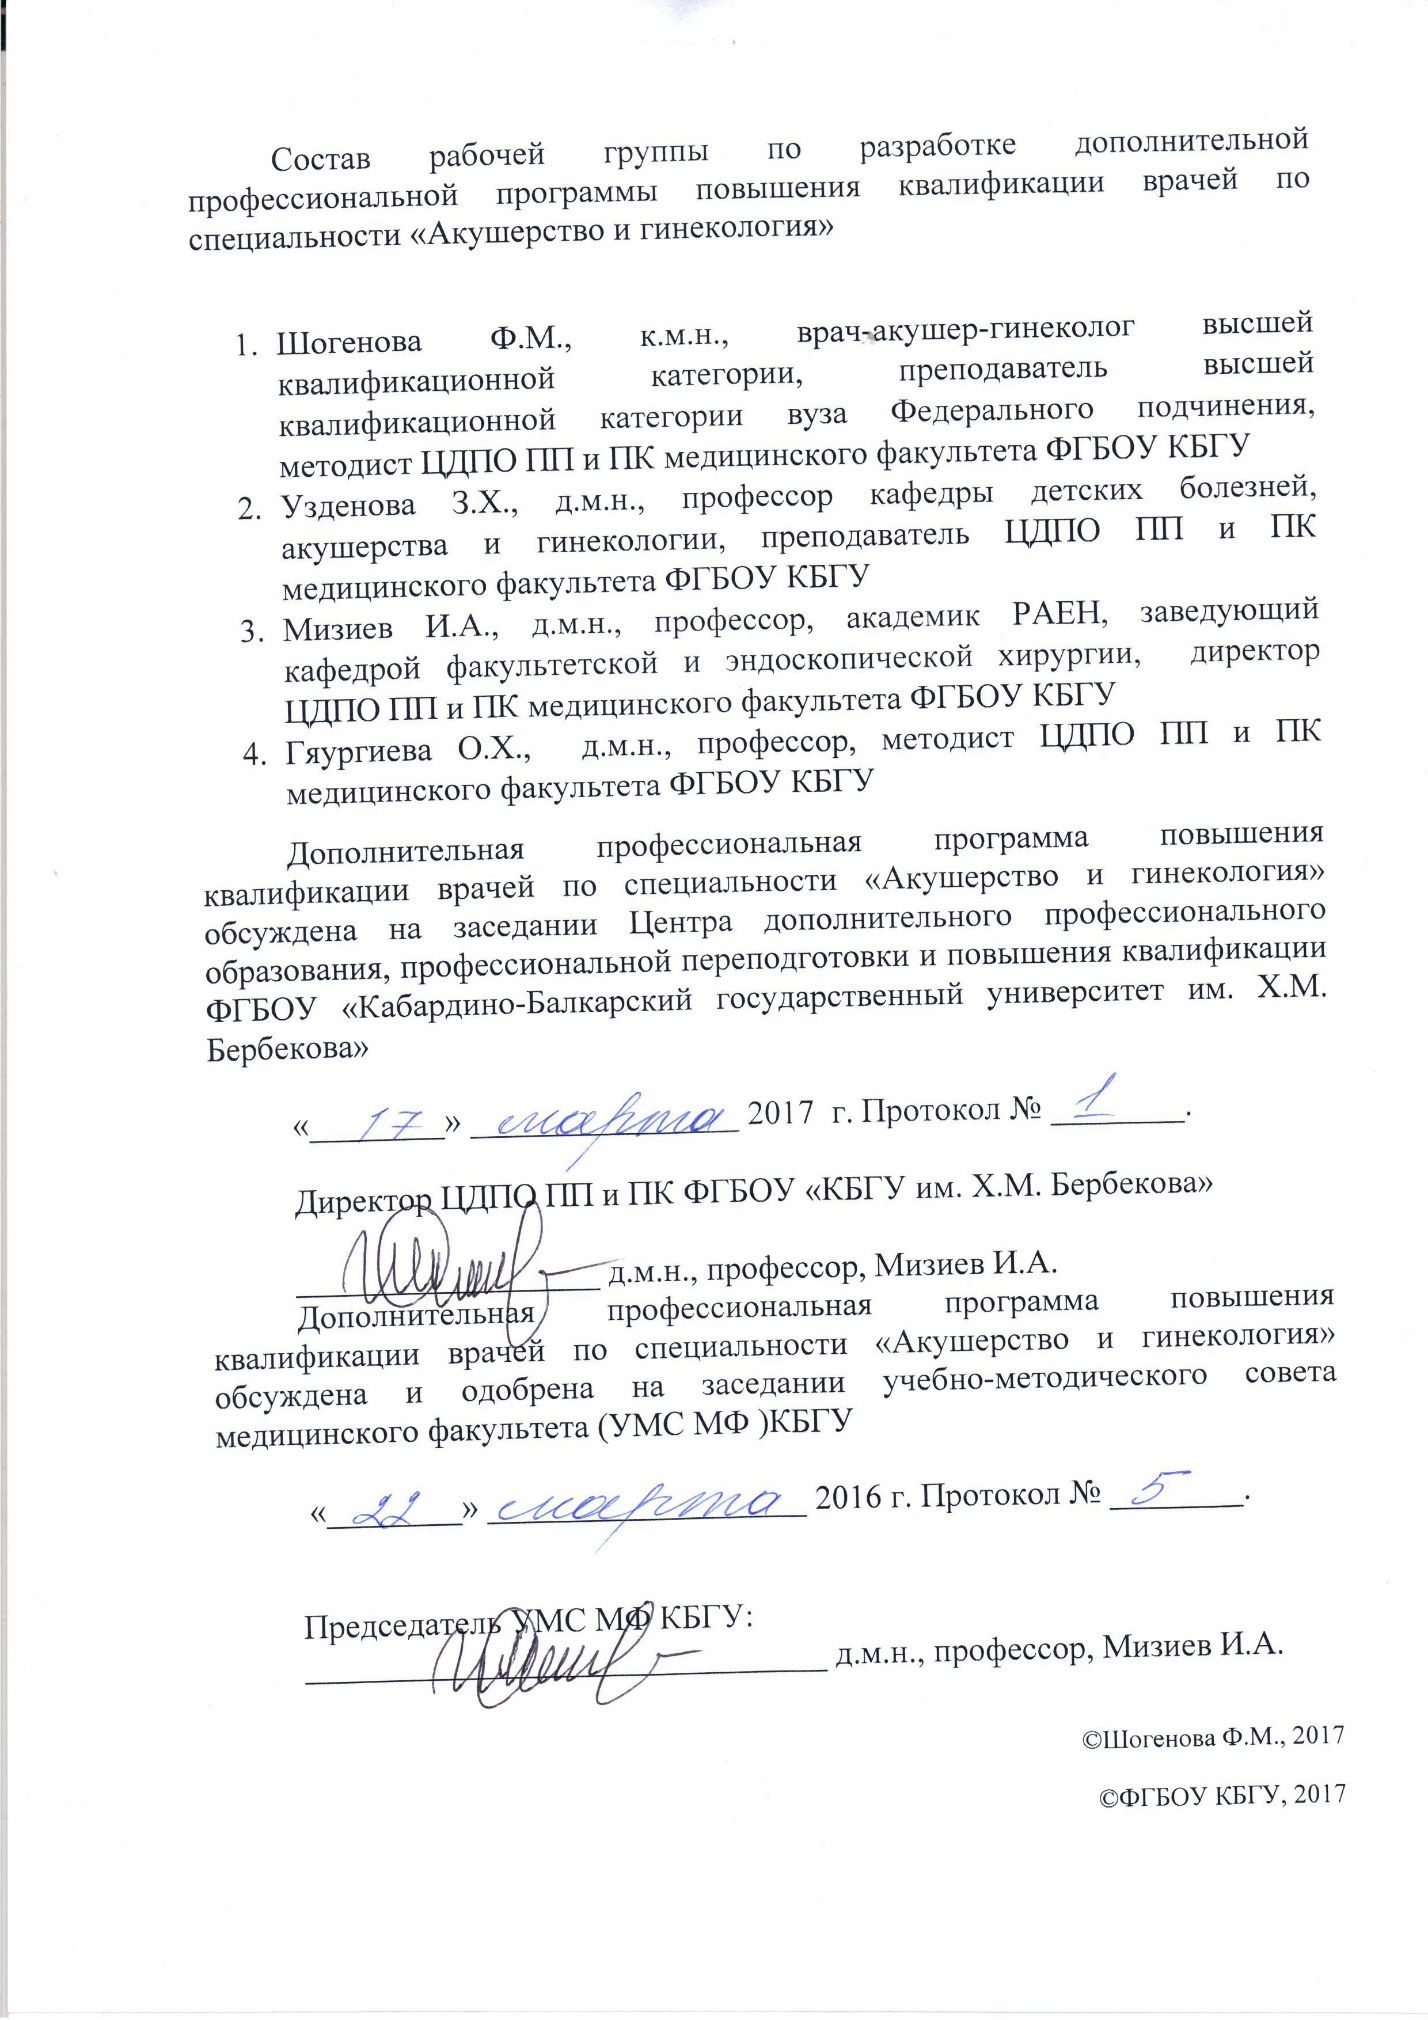 Состав рабочей группы по разработке дополнительной
профессиональной программы повышения квалификации врачей по
специальности «Акушерство и гинекология»
1. Шогенова Ф.М., к.м.н., врач-акушер-гинеколог высшей
квалификационной категории, преподаватель высшей
квалификационной категории вуза Федерального подчинения,
методист ЦДПО ПП и ПК медицинского факультета ФГБОУ КБГУ
2. Узденова З.Х., д.м.н., профессор кафедры детских болезней,
акушерства и гинекологии, преподаватель ЦДПО ПП и ПК
медицинского факультета ФГБОУ КБГУ
3. Мизиев И.А., д.м.н., профессор, академик РАЕН, заведующий
кафедрой факультетской и эндоскопической хирургии, директор
ЦДПО ПП и ПК медицинского факультета ФГБОУ КБГУ
4. Гяургиева О.Х., д.м.н., профессор, методист ЦДПО ПП и ПК
медицинского факультета ФГБОУ КБГУ
Дополнительная профессиональная программа повышения
квалификации врачей по специальности «Акушерство и гинекология»
обсуждена на заседании Центра дополнительного профессионального
образования, профессиональной переподготовки и повышения квалификации
ФГБОУ «Кабардино-Балкарский государственный университет им. Х.М.
Бербекова»
«17» марта 2017 г. Протокол № 1.
Директор ЦДПО ПП и ПК ФГБОУ «КБГУ им. Х.М. Бербекова»
д.м.н., профессор, Мизиев И.А.
Дополнительная профессиональная программа повышения
квалификации врачей по специальности «Акушерство и гинекология»
обсуждена и одобрена на заседании учебно-методического совета
медицинского факультета (УМС МФ )КБГУ
«22» марта 2016 г. Протокол № 5.
Председатель УМС МФ КБГУ:
д.м.н., профессор, Мизиев И.А.
©Шогенова Ф.М., 2017
©ФГБОУ КБГУ, 2017